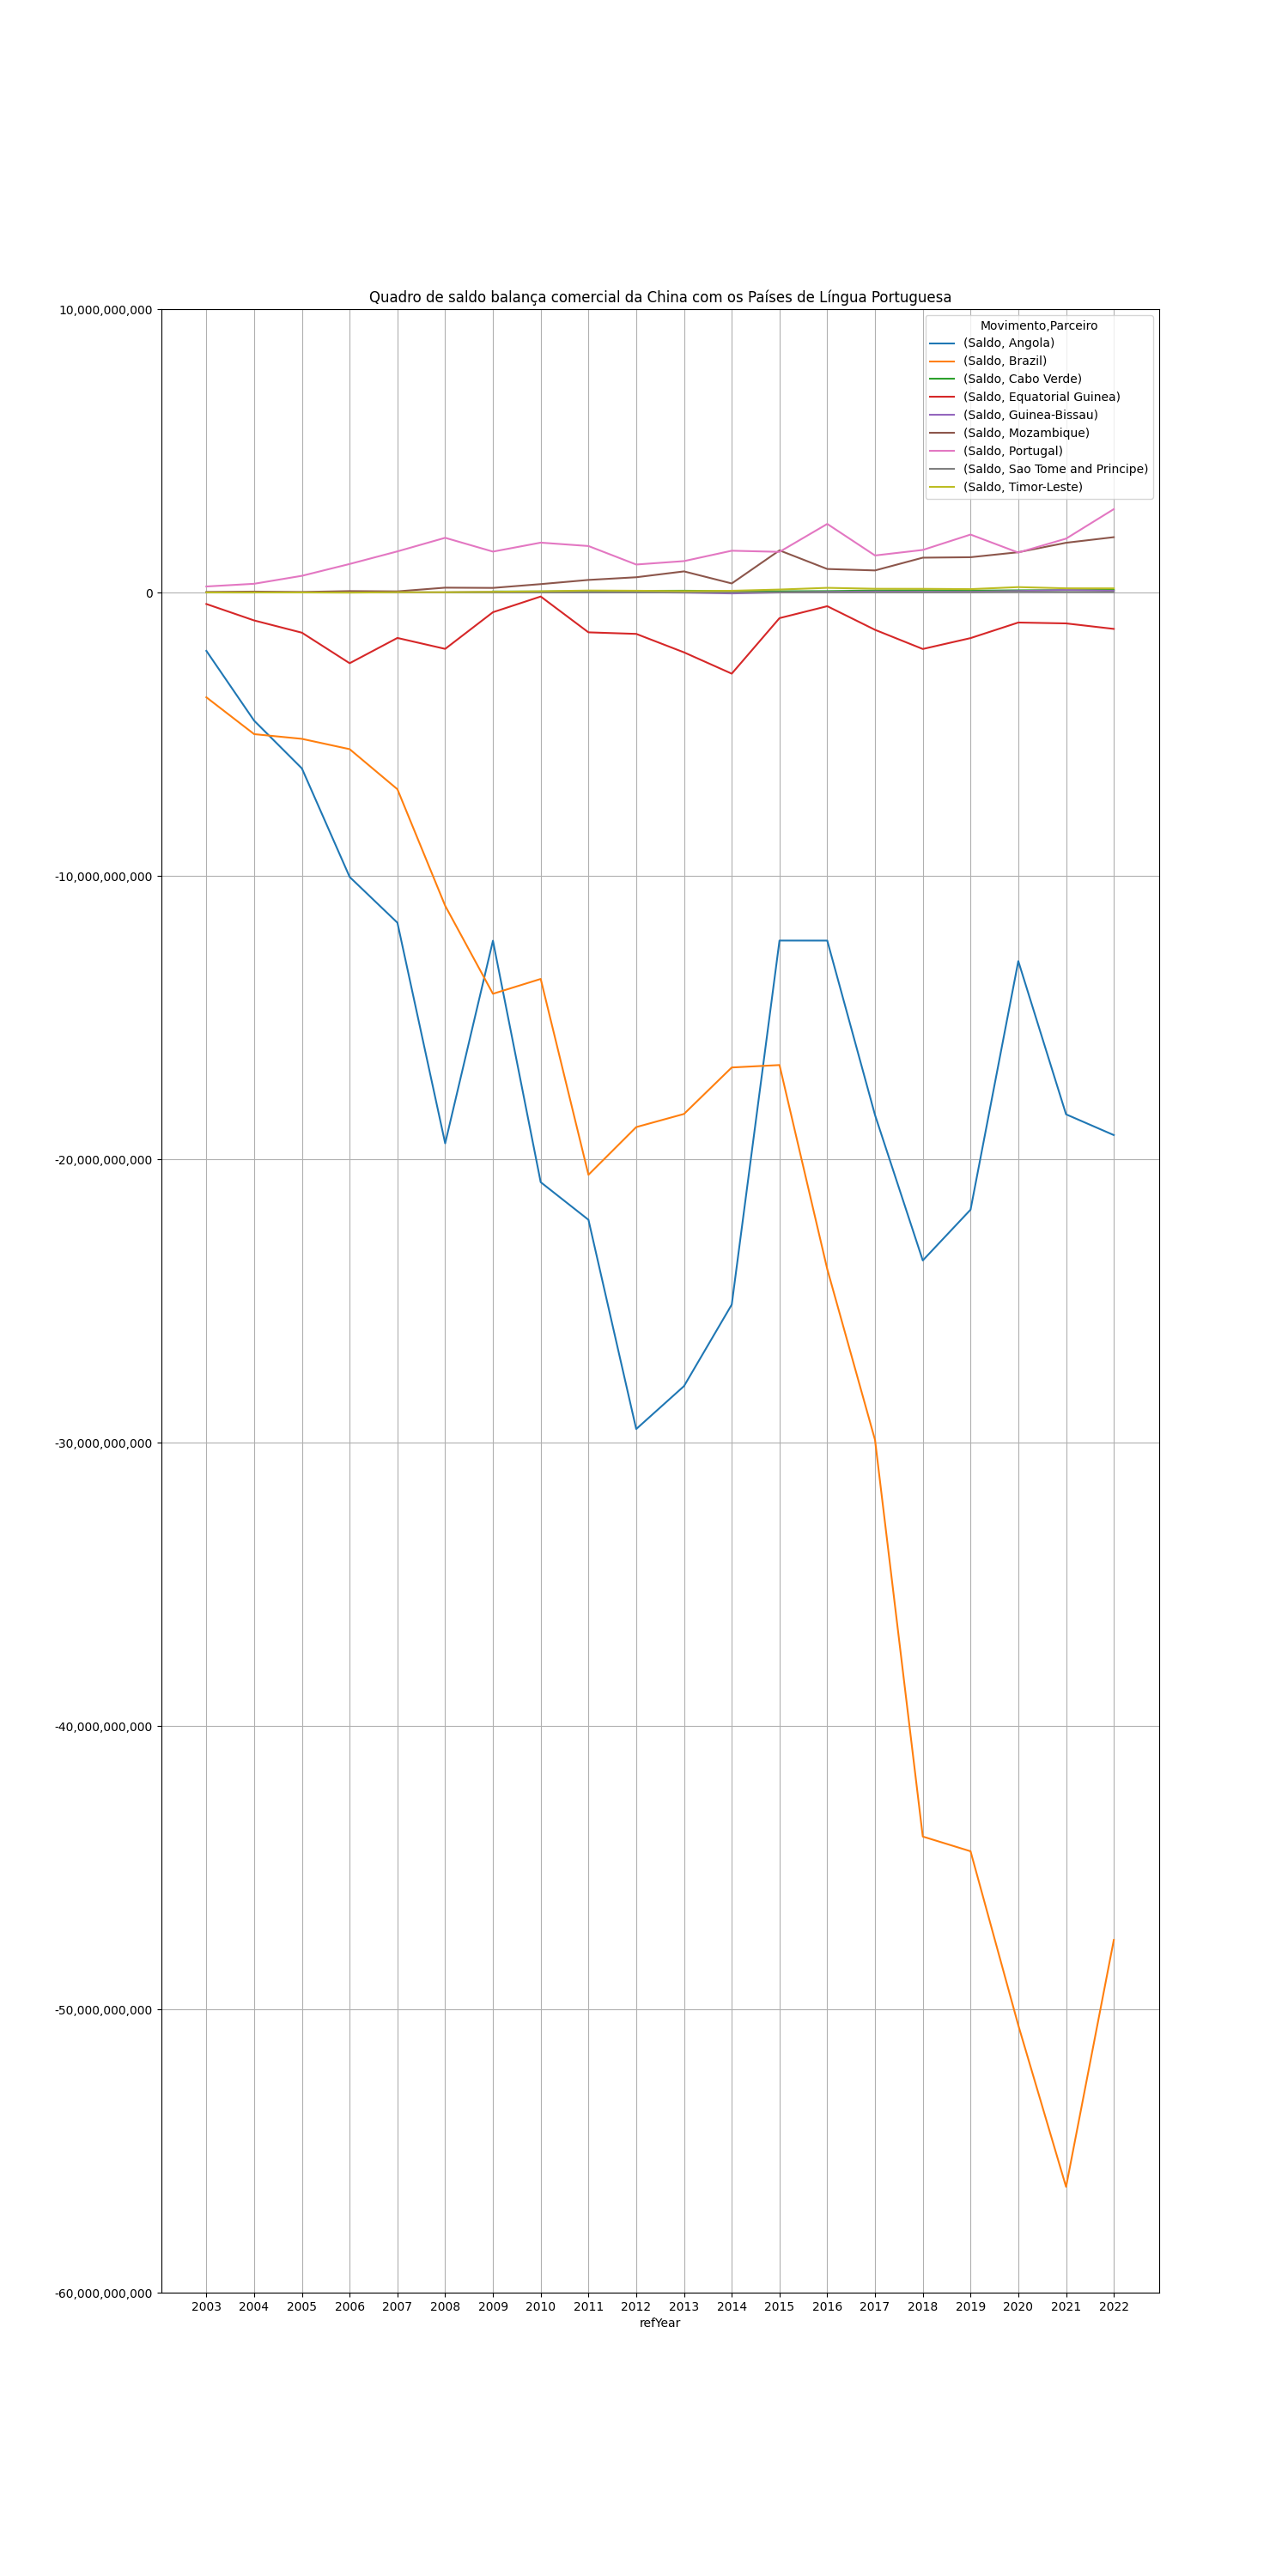 Quadro de saldo balança comercial da China com os Países de Língua Portuguesa
10,000,000,000
0
-10,000,000,000
-20,000,000,000
-30,000,000,000
-40,000,000,000
-50,000,000,000
-60,000,000,000
Movimento,Parceiro
(Saldo, Angola)
(Saldo, Brazil)
(Saldo, Cabo Verde)
(Saldo, Equatorial Guinea)
(Saldo, Guinea-Bissau)
(Saldo, Mozambique)
(Saldo, Portugal)
(Saldo, Sao Tome and Principe)
(Saldo, Timor-Leste)
2003 2004 2005 2006 2007 2008 2009 2010 2011 2012 2013 2014 2015 2016 2017 2018 2019 2020 2021 2022
refYear